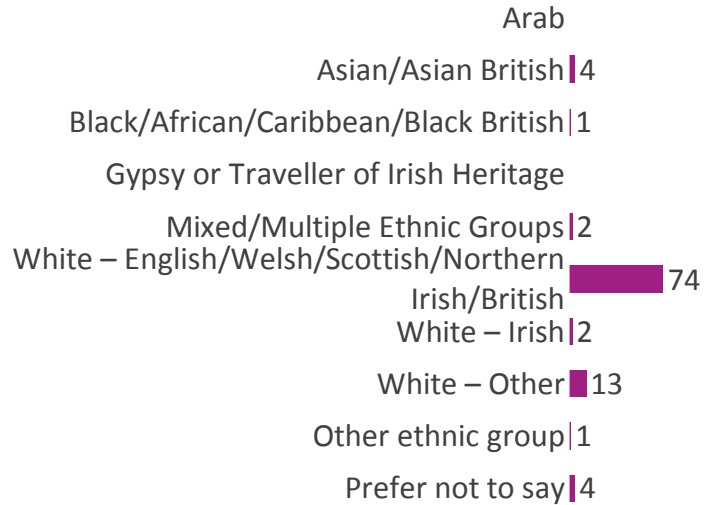 Arab
Asian/Asian British 4
Black/African/Caribbean/Black British 1
Gypsy or Traveller of Irish Heritage
Mixed/Multiple Ethnic Groups 2
White – English/Welsh/Scottish/Northern
Irish/British 74
White – Irish 2
White – Other 13
Other ethnic group 1
Prefer not to say 4